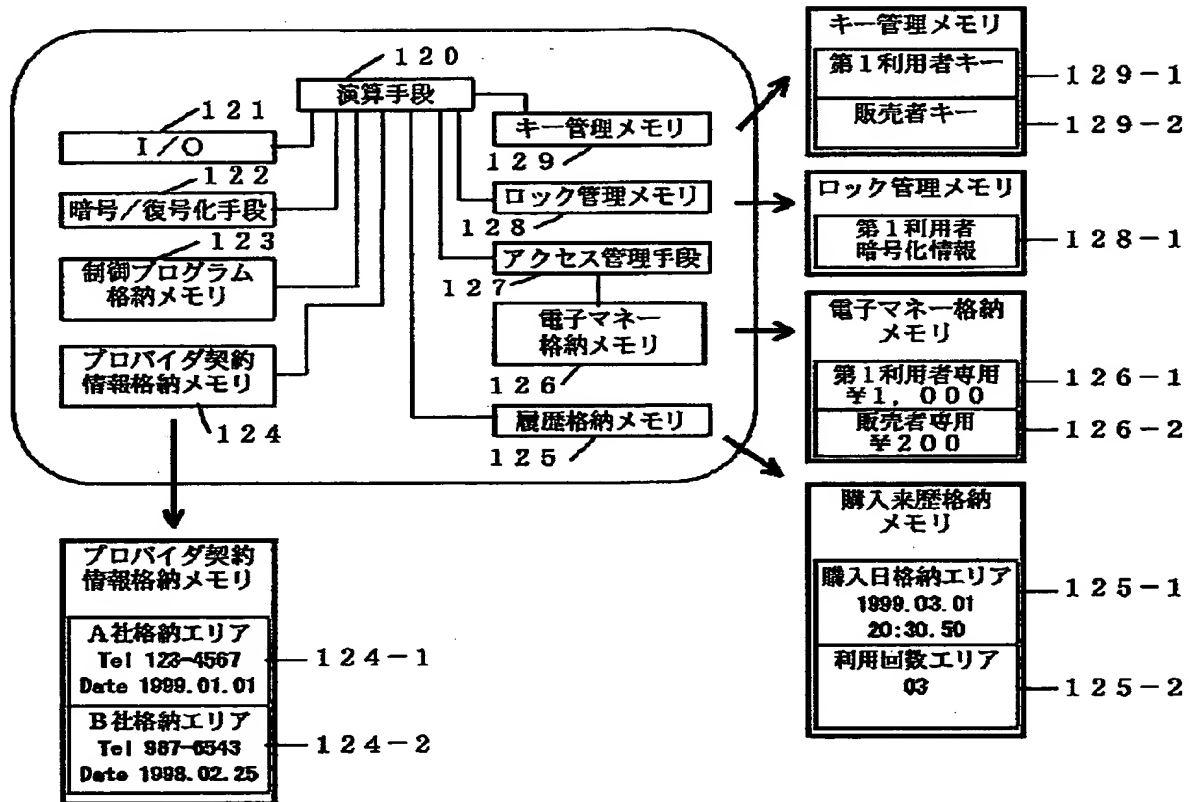 120
演算手段
121
I/O
122
暗号/復号化手段
123
制御プログラム
格納メモリ
プロバイダ契約
情報格納メモリ
124
キー管理メモリ
129
ロック管理メモリ
128
アクセス管理手段
127
電子マネー
格納メモリ
126
履歴格納メモリ
125
キー管理メモリ
第1利用者キー
129-1
販売者キー
129-2
ロック管理メモリ
第1利用者
暗号化情報
128-1
電子マネー格納
メモリ
第1利用者専用
¥1,000
126-1
販売者専用
¥200
126-2
購入来歴格納
メモリ
購入日格納エリア
1999.03.01
20:30.50
125-1
利用回数エリア
03
125-2
プロバイダ契約
情報格納メモリ
A社格納エリア
Tel 123-4567
Date 1999.01.01
124-1
B社格納エリア
Tel 987-6543
Date 1998.02.25
124-2